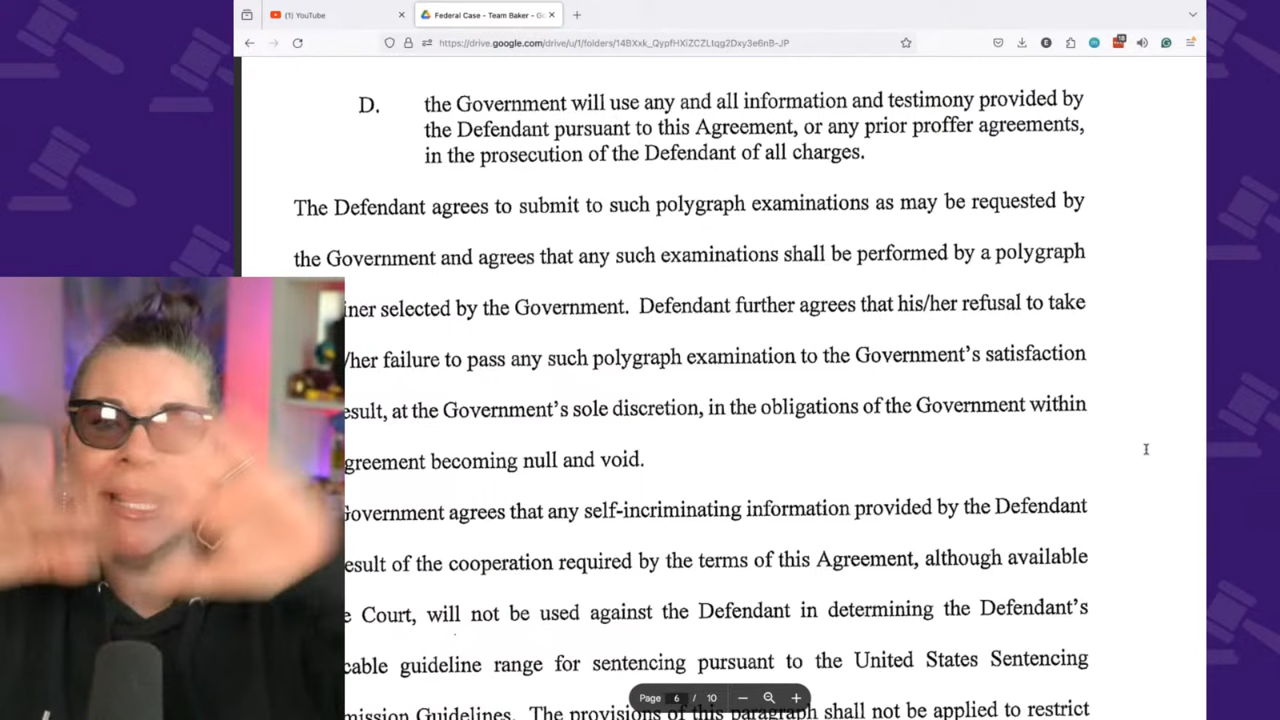 (1) YouTube
Federal Case - Team Baker - Go
https://drive.google.com/drive/u/1/folders/14BXxk_QypfHXiZCZLtqg2Dxy3e6nB-JP
18
D. the Government will use any and all information and testimony provided by
the Defendant pursuant to this Agreement, or any prior proffer agreements,
in the prosecution of the Defendant of all charges.
The Defendant agrees to submit to such polygraph examinations as may be requested by
the Government and agrees that any such examinations shall be performed by a polygraph
iner selected by the Government. Defendant further agrees that his/her refusal to take
/her failure to pass any such polygraph examination to the Government's satisfaction
esult, at the Government's sole discretion, in the obligations of the Government within
greement becoming null and void.
Government agrees that any self-incriminating information provided by the Defendant
esult of the cooperation required by the terms of this Agreement, although available
e Court, will not be used against the Defendant in determining the Defendant's
cable guideline range for sentencing pursuant to the United States Sentencing
mission Guidelines. The provisions of this paragraph shall not be applied to restrict
Page 6 / 10